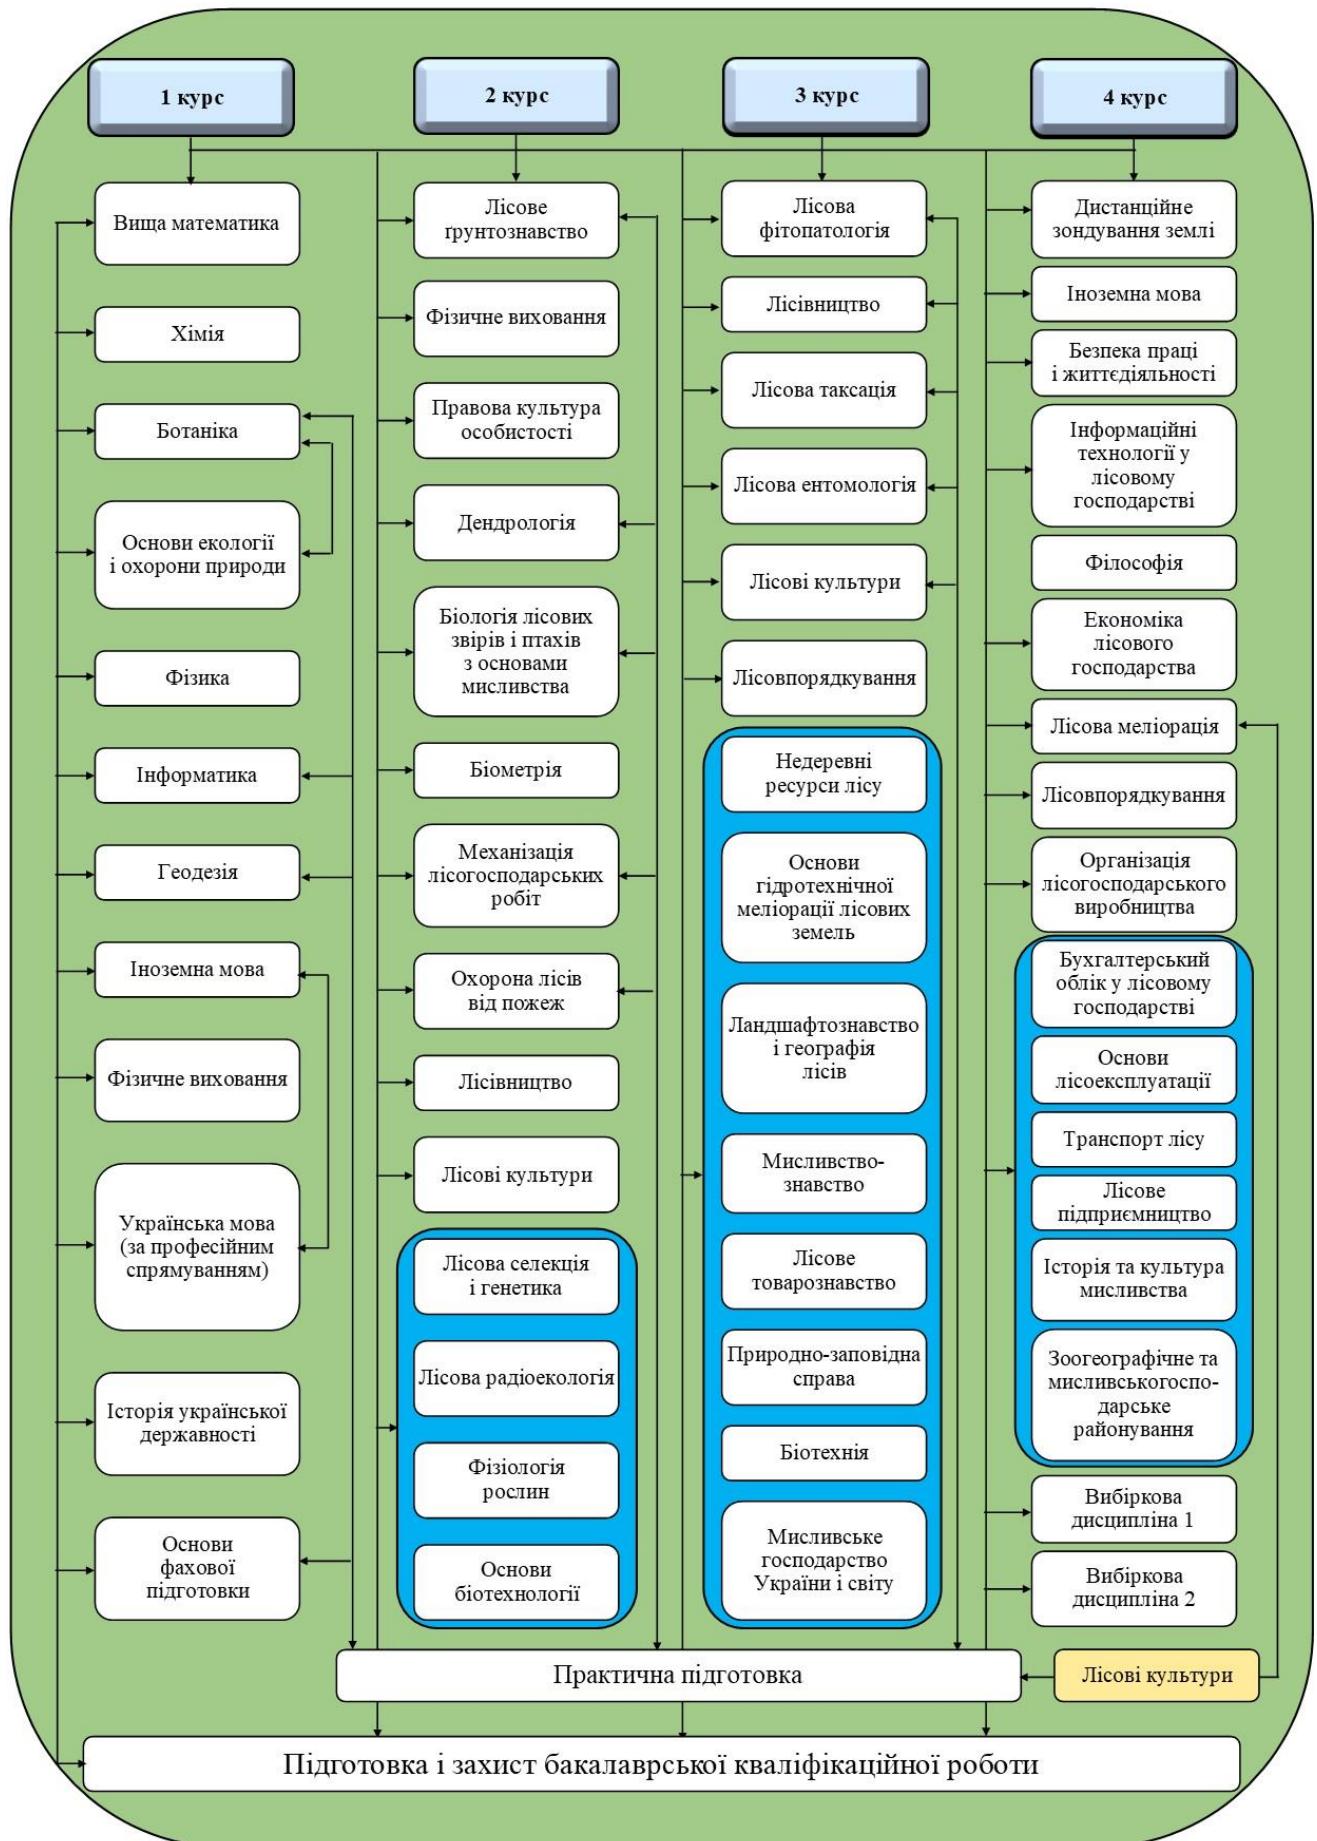 1 курс
2 курс
3 курс
4 курс
Вища математика
Хімія
Ботаніка
Основи екології
і охорони природи
Фізика
Інформатика
Геодезія
Іноземна мова
Фізичне виховання
Українська мова
(за професійним
спрямуванням)
Історія української
державності
Основи
фахової
підготовки
Лісове
ґрунтознавство
Фізичне виховання
Правова культура
особистості
Дендрологія
Біологія лісових
звірів і птахів
з основами
мисливства
Біометрія
Механізація
лісогосподарських
робіт
Охорона лісів
від пожеж
Лісівництво
Лісові культури
Лісова селекція
і генетика
Лісова радіоекологія
Фізіологія
рослин
Основи
біотехнології
Лісова
фітопатологія
Лісівництво
Лісова таксація
Лісова ентомологія
Лісові культури
Лісовпорядкування
Недеревні
ресурси лісу
Основи
гідротехнічної
меліорації лісових
земель
Ландшафтознавство
і географія
лісів
Мисливство-
знавство
Лісове
товарознавство
Природно-заповідна
справа
Біотехнія
Мисливське
господарство
України і світу
Дистанційне
зондування землі
Іноземна мова
Безпека праці
і життєдіяльності
Інформаційні
технології у
лісовому
господарстві
Філософія
Економіка
лісового
господарства
Лісова меліорація
Лісовпорядкування
Організація
лісогосподарського
виробництва
Бухгалтерський
облік у лісовому
господарстві
Основи
лісоексплуатації
Транспорт лісу
Лісове
підприємництво
Історія та культура
мисливства
Зоогеографічне та
мисливськогоспо-
дарське
районування
Вибіркова
дисципліна 1
Вибіркова
дисципліна 2
Практична підготовка
Лісові культури
Підготовка і захист бакалаврської кваліфікаційної роботи